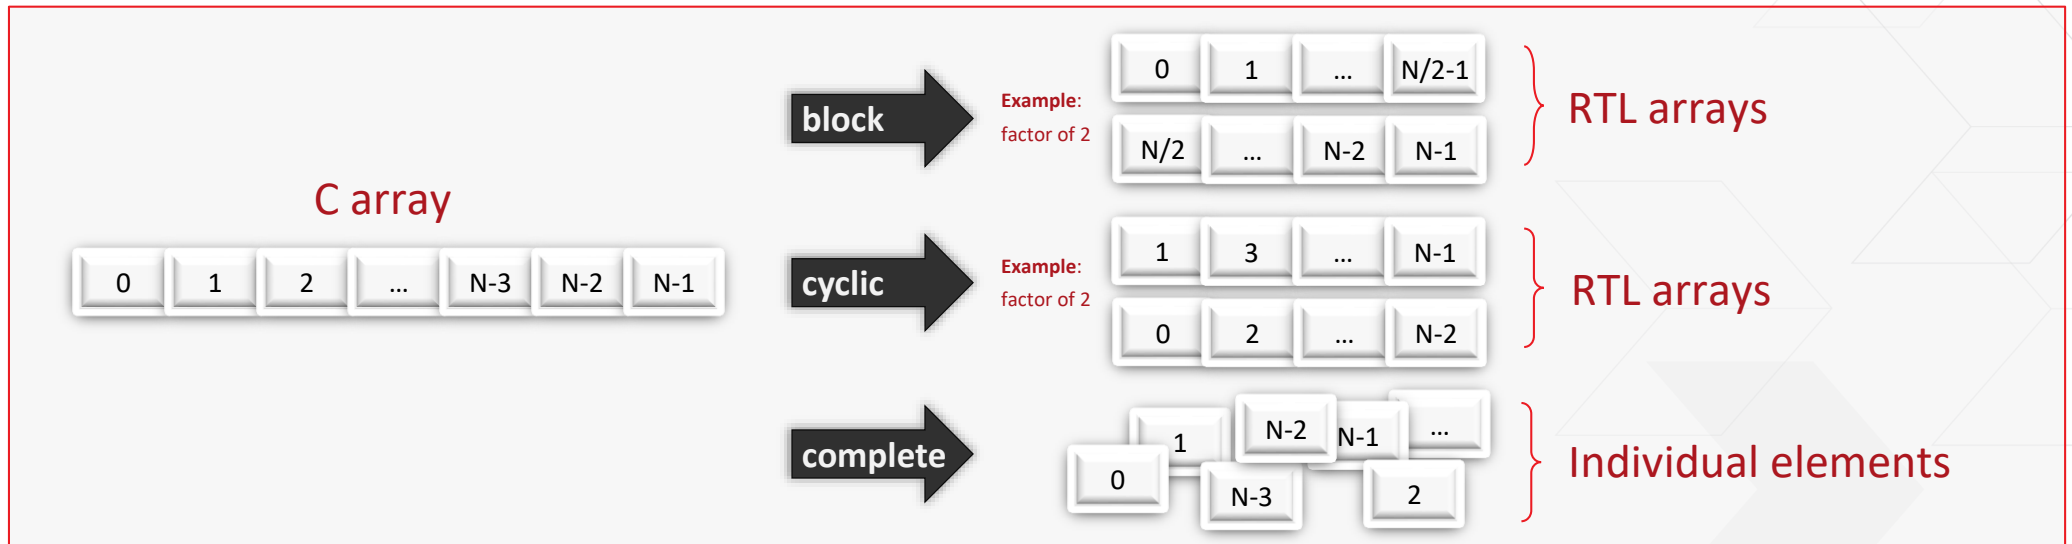 C array
0 1 2 ... N-3 N-2 N-1
block
Example:
factor of 2
0 1 ... N/2-1
N/2 ... N-2 N-1
RTL arrays
cyclic
Example:
factor of 2
1 3 ... N-1
0 2 ... N-2
RTL arrays
complete
0 1 N-2 N-1 ...
N-3 2
Individual elements